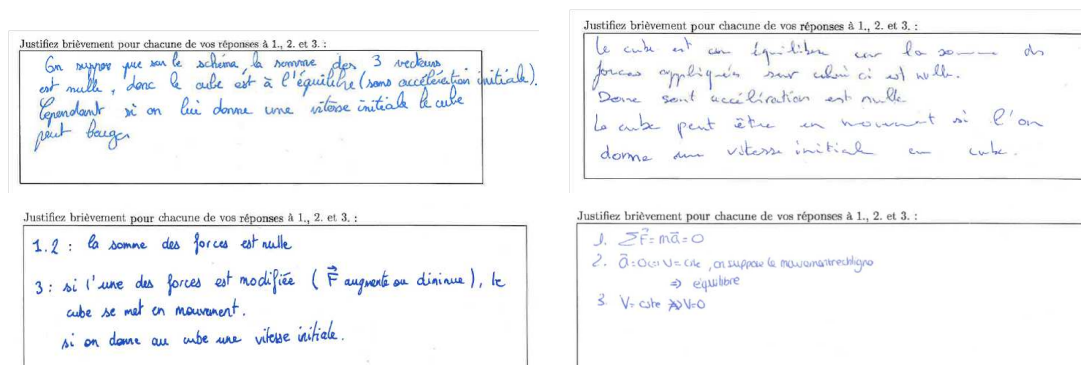 Justifiez brièvement pour chacune de vos réponses à 1., 2. et 3. :
On suppose que sur le schéma, la somme des 3 vecteurs
est nulle, donc le cube est à l'équilibre (sans accélération initiale).
Cependant si on lui donne une vitesse initiale le cube
peut bouger
Justifiez brièvement pour chacune de vos réponses à 1., 2. et 3. :
Le cube est en équilibre car la somme des
forces appliqués sur celui ci est nulle.
Donc sont accélération est nulle
Le cube peut être en mouvement si l'on
donne une vitesse initial au cube.
Justifiez brièvement pour chacune de vos réponses à 1., 2. et 3. :
1.2 : la somme des forces est nulle
3 : si l'une des forces est modifiée (F⃗ augmente ou diminue), le
cube se met en mouvement.
si on donne au cube une vitesse initiale.
Justifiez brièvement pour chacune de vos réponses à 1., 2. et 3. :
1. ΣF⃗ = ma⃗ = 0
2. a⃗ = 0 ⇔ v = cste, on suppose le mouvement rectiligne
⇒ équilibre
3. V = cste ⇏ V=0